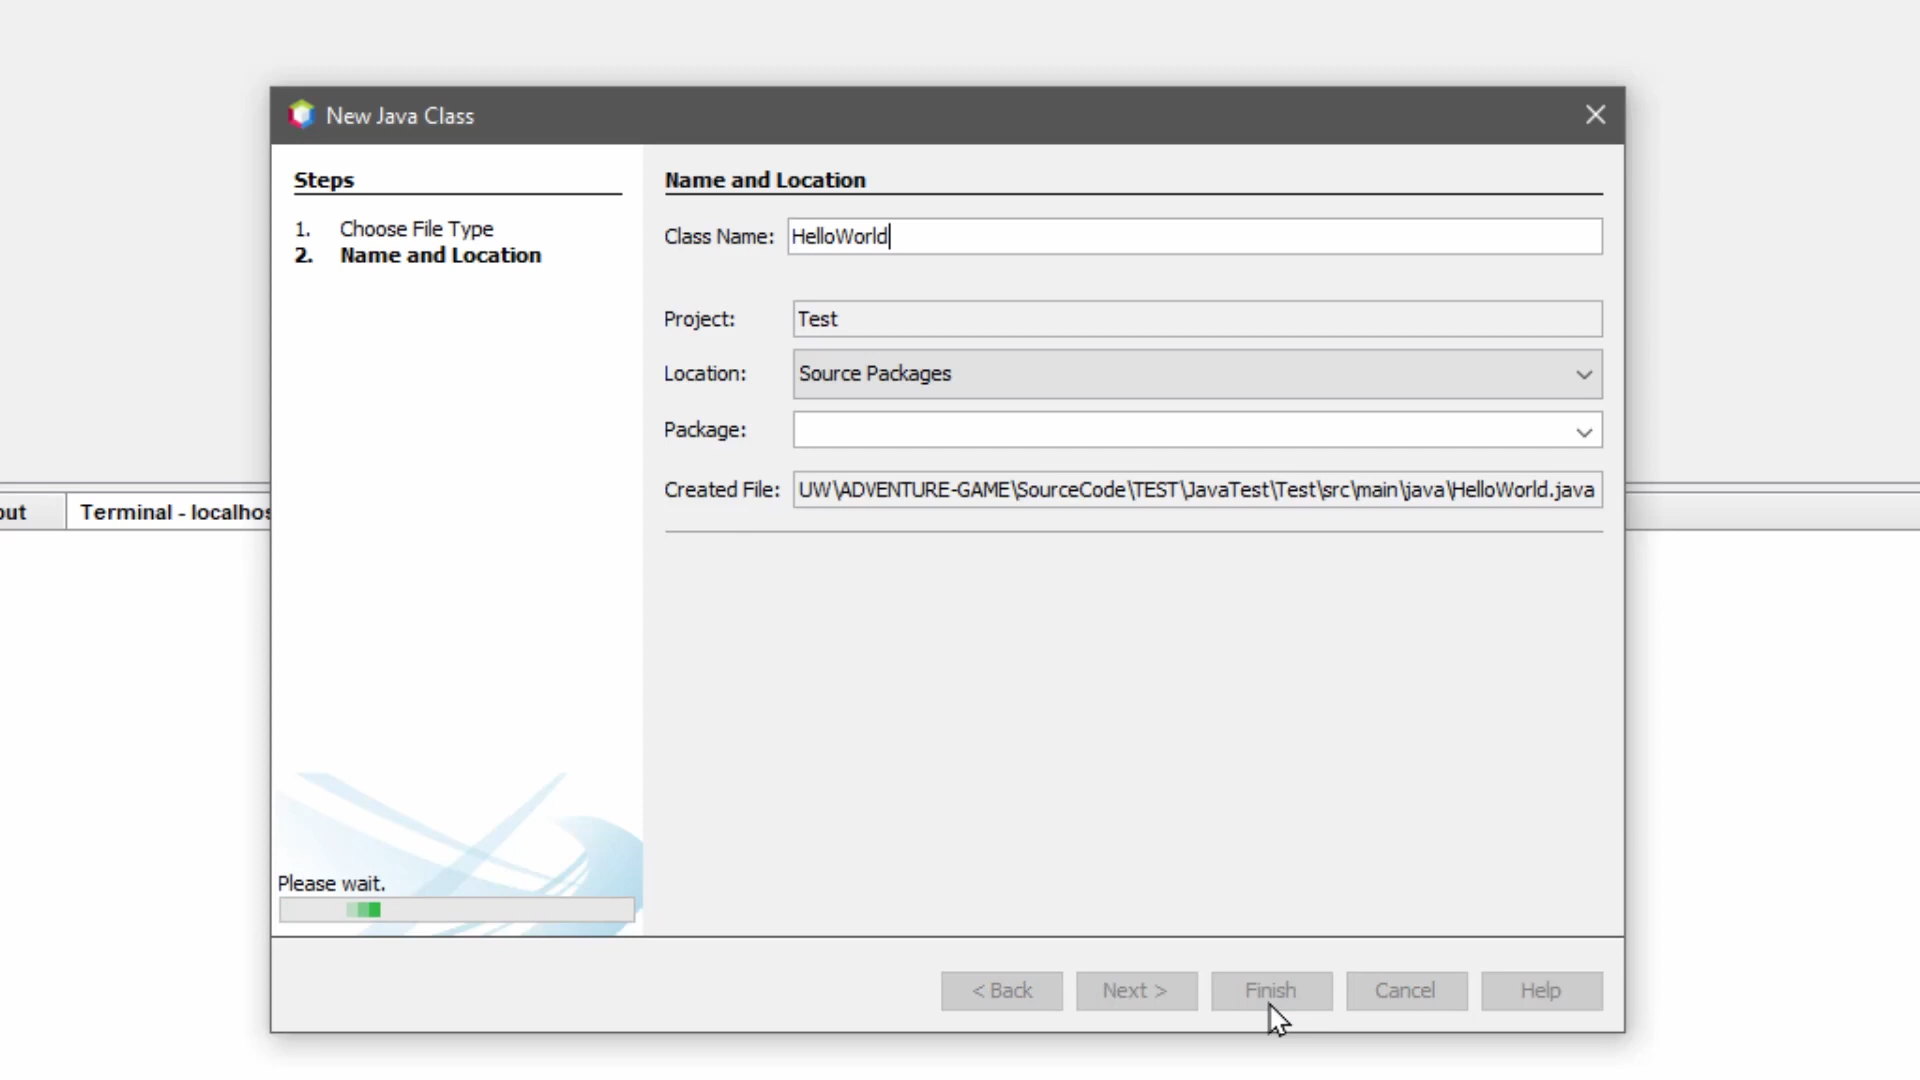 New Java Class
Steps
1. Choose File Type
2. Name and Location
Name and Location
Class Name: HelloWorld
Project: Test
Location: Source Packages
Package:
Created File: UW\ADVENTURE-GAME\SourceCode\TEST\JavaTest\Test\src\main\java\HelloWorld.java
out
Terminal - localhos
Please wait.
< Back
Next >
Finish
Cancel
Help